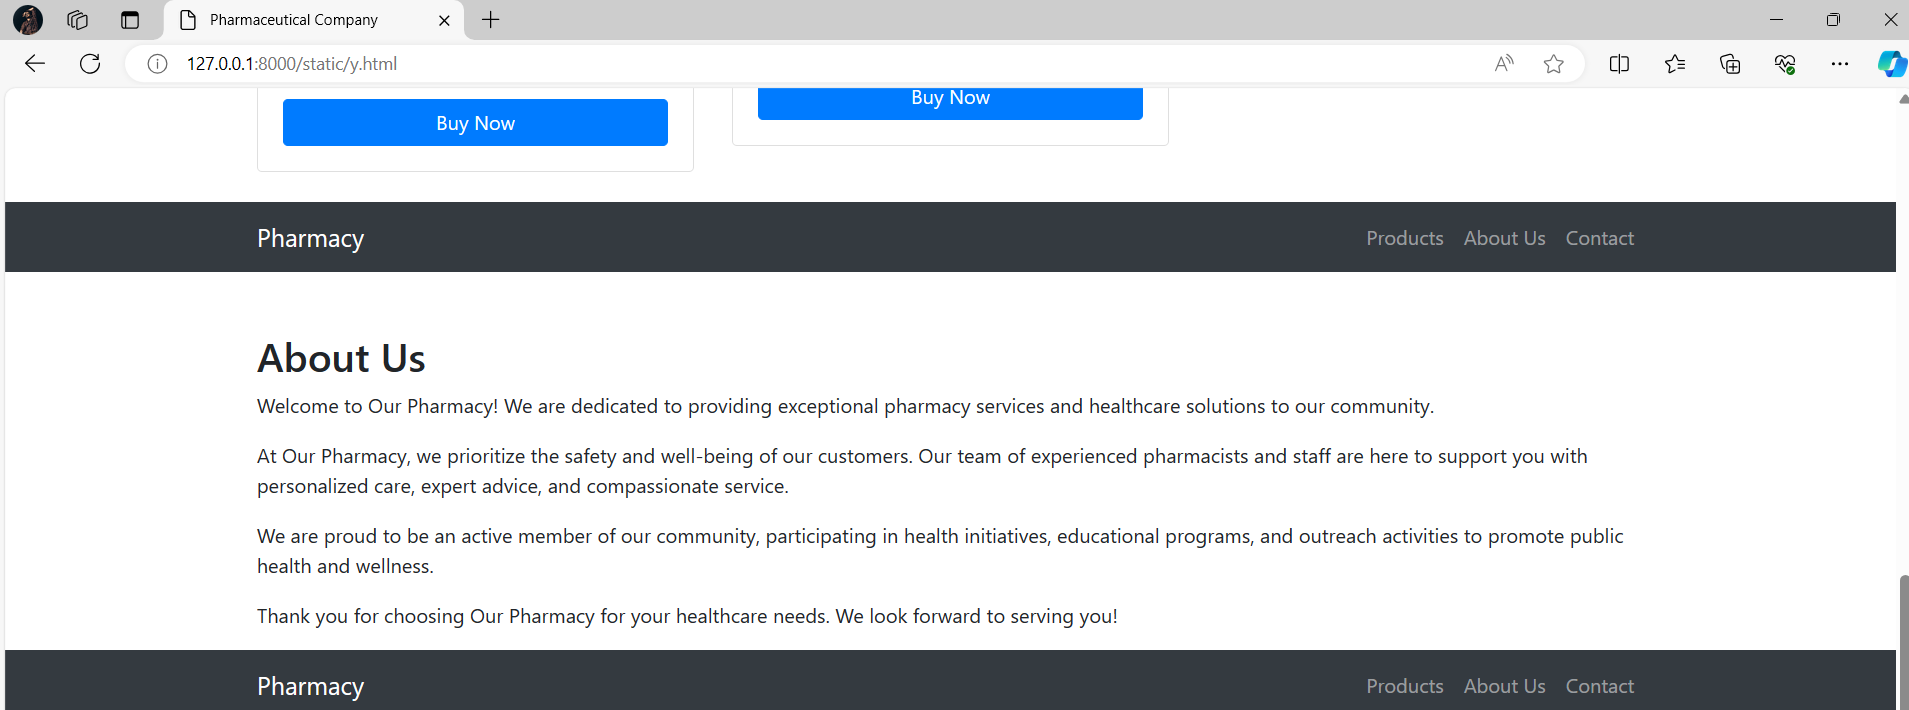 Pharmaceutical Company
127.0.0.1:8000/static/y.html
Buy Now
Buy Now
Pharmacy Products About Us Contact
About Us
Welcome to Our Pharmacy! We are dedicated to providing exceptional pharmacy services and healthcare solutions to our community.
At Our Pharmacy, we prioritize the safety and well-being of our customers. Our team of experienced pharmacists and staff are here to support you with
personalized care, expert advice, and compassionate service.
We are proud to be an active member of our community, participating in health initiatives, educational programs, and outreach activities to promote public
health and wellness.
Thank you for choosing Our Pharmacy for your healthcare needs. We look forward to serving you!
Pharmacy Products About Us Contact